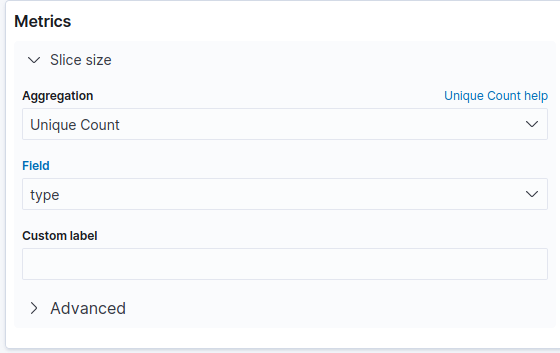 Metrics
Slice size
Aggregation Unique Count help
Unique Count
Field
type
Custom label
Advanced